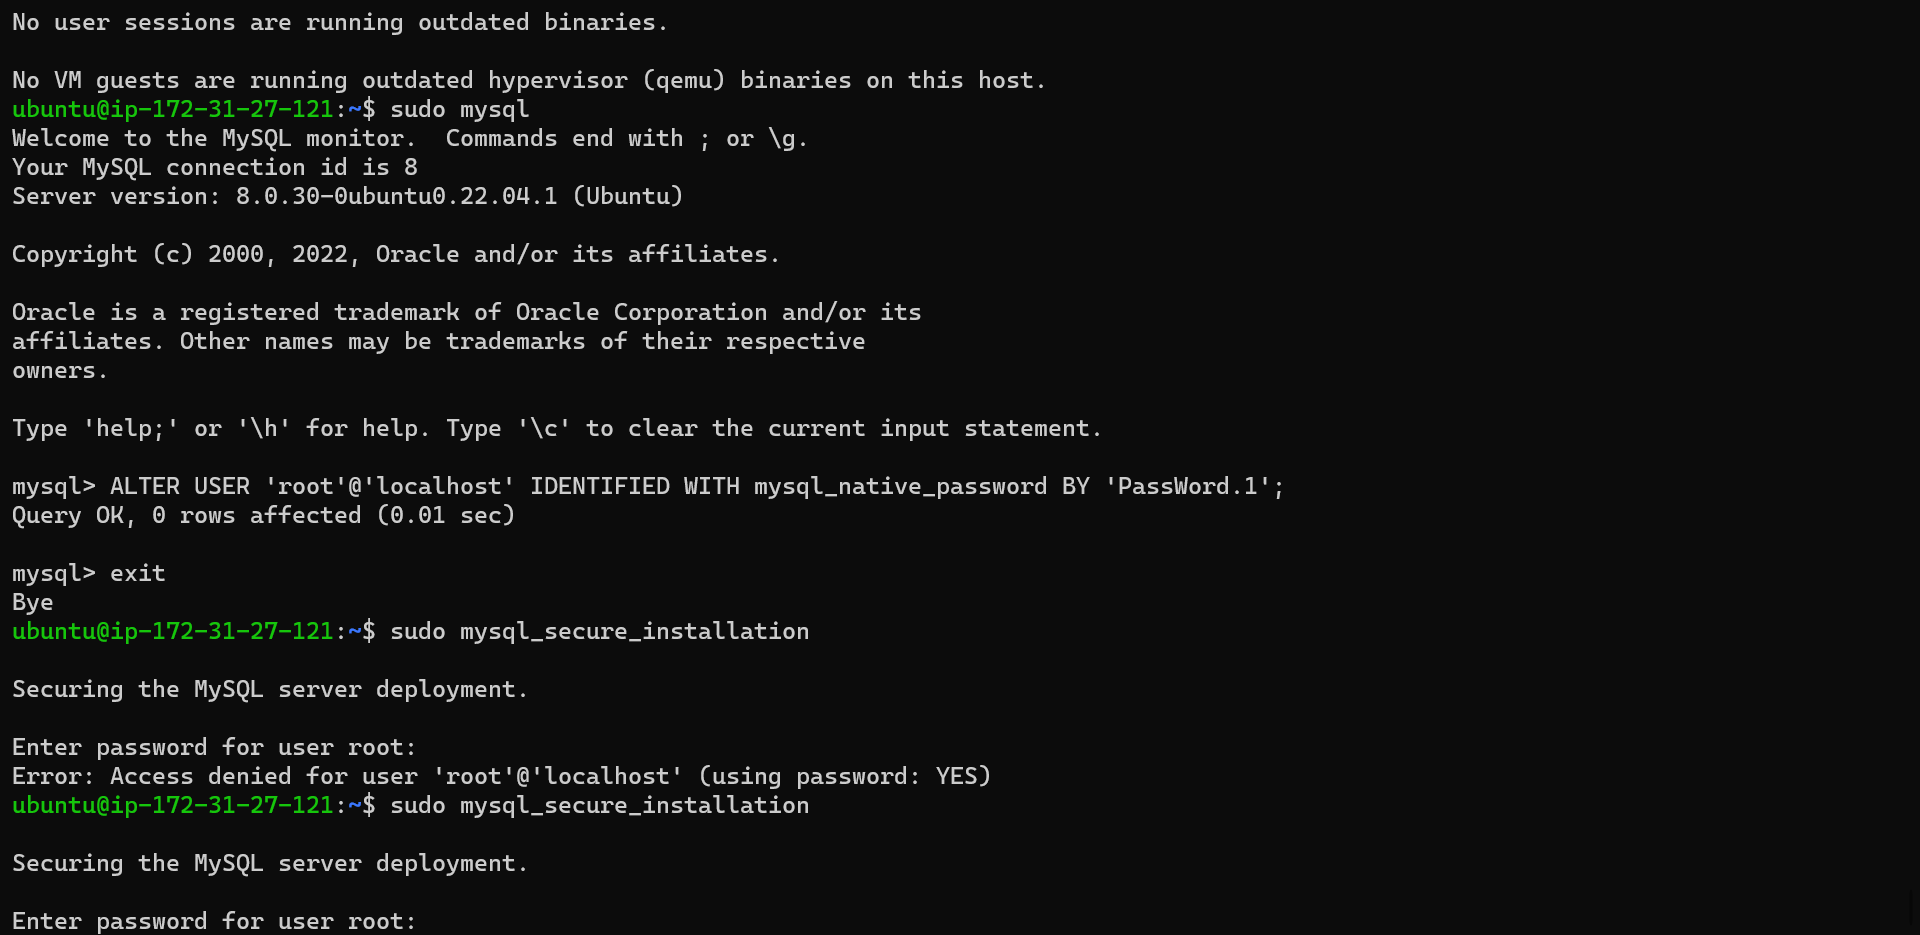 No user sessions are running outdated binaries.
No VM guests are running outdated hypervisor (qemu) binaries on this host.
ubuntu@ip-172-31-27-121:~$ sudo mysql
Welcome to the MySQL monitor.  Commands end with ; or \g.
Your MySQL connection id is 8
Server version: 8.0.30-0ubuntu0.22.04.1 (Ubuntu)
Copyright (c) 2000, 2022, Oracle and/or its affiliates.
Oracle is a registered trademark of Oracle Corporation and/or its
affiliates. Other names may be trademarks of their respective
owners.
Type 'help;' or '\h' for help. Type '\c' to clear the current input statement.
mysql> ALTER USER 'root'@'localhost' IDENTIFIED WITH mysql_native_password BY 'PassWord.1';
Query OK, 0 rows affected (0.01 sec)
mysql> exit
Bye
ubuntu@ip-172-31-27-121:~$ sudo mysql_secure_installation
Securing the MySQL server deployment.
Enter password for user root:
Error: Access denied for user 'root'@'localhost' (using password: YES)
ubuntu@ip-172-31-27-121:~$ sudo mysql_secure_installation
Securing the MySQL server deployment.
Enter password for user root: